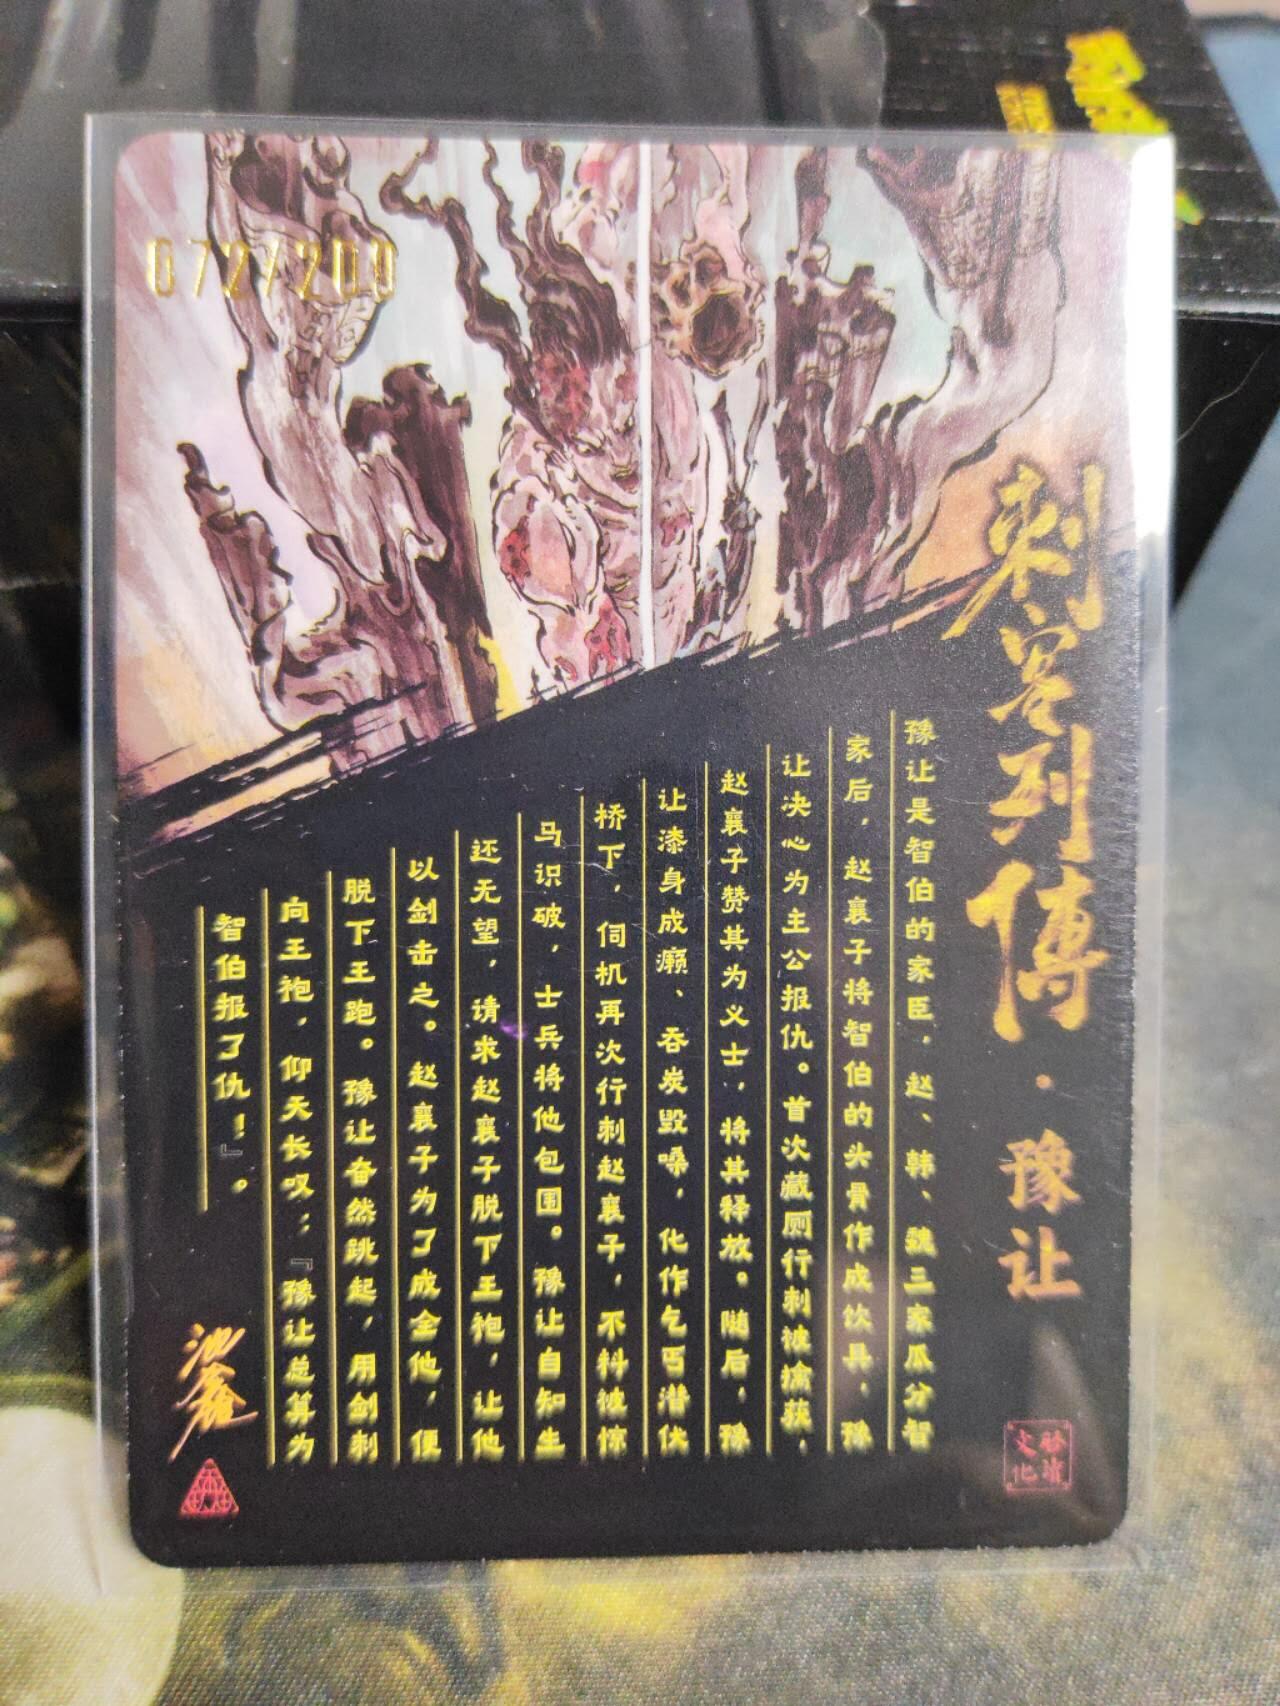 072/200
刺客列傳·豫让
豫让是智伯的家臣，赵、韩、魏三家瓜分智
家后，赵襄子将智伯的头骨作成饮具，豫
让决心为主公报仇。首次藏厕行刺被擒获，
赵襄子赞其为义士，将其释放。随后，豫
让漆身成癞、吞炭毁嗓，化作乞丐潜伏
桥下，伺机再次行刺赵襄子，不料被惊
马识破，士兵将他包围。豫让自知生
还无望，请求赵襄子脱下王袍，让他
以剑击之。赵襄子为了成全他，便
脱下王跑。豫让奋然跳起，用剑刺
向王袍，仰天长叹：『豫让总算为
智伯报了仇！』。
文化